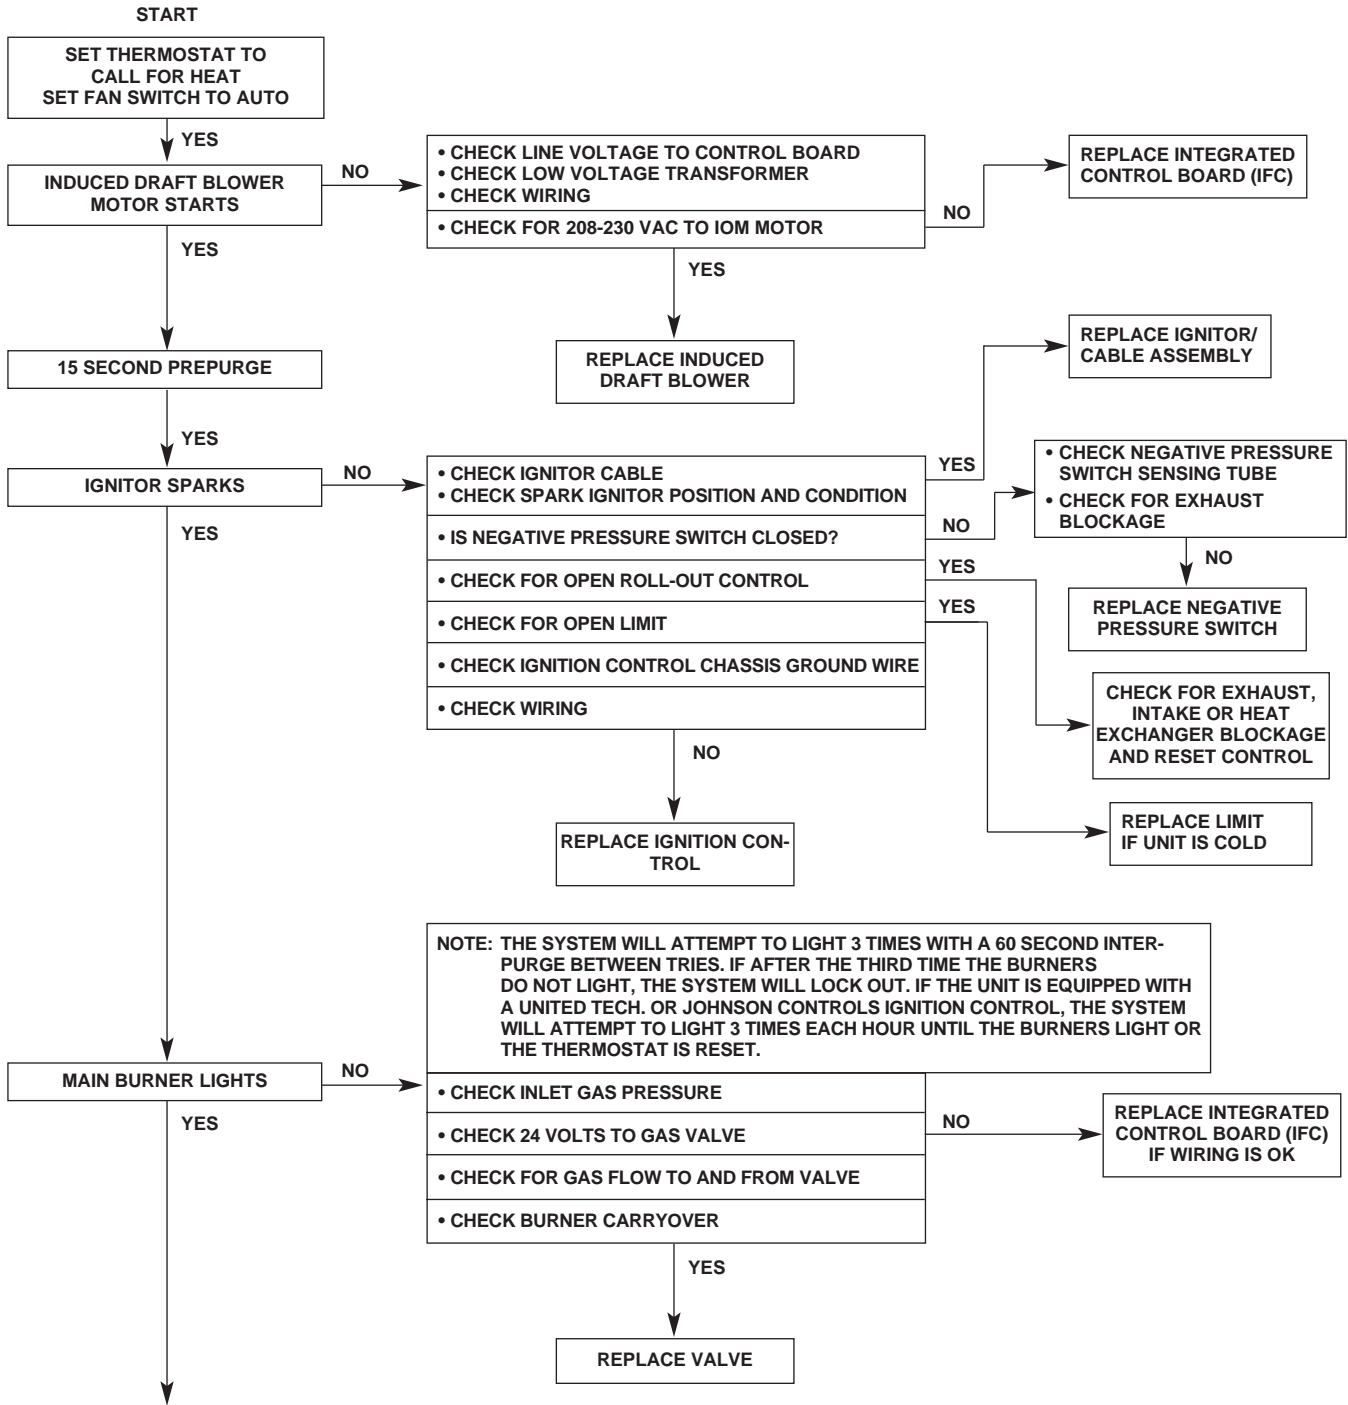 START
SET THERMOSTAT TO
CALL FOR HEAT
SET FAN SWITCH TO AUTO
YES
INDUCED DRAFT BLOWER
MOTOR STARTS
NO
• CHECK LINE VOLTAGE TO CONTROL BOARD
• CHECK LOW VOLTAGE TRANSFORMER
• CHECK WIRING
• CHECK FOR 208-230 VAC TO IOM MOTOR
NO
REPLACE INTEGRATED
CONTROL BOARD (IFC)
YES
REPLACE INDUCED
DRAFT BLOWER
YES
15 SECOND PREPURGE
YES
IGNITOR SPARKS
NO
• CHECK IGNITOR CABLE
• CHECK SPARK IGNITOR POSITION AND CONDITION
YES
REPLACE IGNITOR/
CABLE ASSEMBLY
• IS NEGATIVE PRESSURE SWITCH CLOSED?
NO
• CHECK NEGATIVE PRESSURE
SWITCH SENSING TUBE
• CHECK FOR EXHAUST
BLOCKAGE
NO
REPLACE NEGATIVE
PRESSURE SWITCH
• CHECK FOR OPEN ROLL-OUT CONTROL
YES
CHECK FOR EXHAUST,
INTAKE OR HEAT
EXCHANGER BLOCKAGE
AND RESET CONTROL
• CHECK FOR OPEN LIMIT
YES
REPLACE LIMIT
IF UNIT IS COLD
• CHECK IGNITION CONTROL CHASSIS GROUND WIRE
• CHECK WIRING
NO
REPLACE IGNITION CON-
TROL
YES
NOTE: THE SYSTEM WILL ATTEMPT TO LIGHT 3 TIMES WITH A 60 SECOND INTER-
PURGE BETWEEN TRIES. IF AFTER THE THIRD TIME THE BURNERS
DO NOT LIGHT, THE SYSTEM WILL LOCK OUT. IF THE UNIT IS EQUIPPED WITH
A UNITED TECH. OR JOHNSON CONTROLS IGNITION CONTROL, THE SYSTEM
WILL ATTEMPT TO LIGHT 3 TIMES EACH HOUR UNTIL THE BURNERS LIGHT OR
THE THERMOSTAT IS RESET.
MAIN BURNER LIGHTS
NO
• CHECK INLET GAS PRESSURE
• CHECK 24 VOLTS TO GAS VALVE
NO
REPLACE INTEGRATED
CONTROL BOARD (IFC)
IF WIRING IS OK
• CHECK FOR GAS FLOW TO AND FROM VALVE
• CHECK BURNER CARRYOVER
YES
REPLACE VALVE
YES